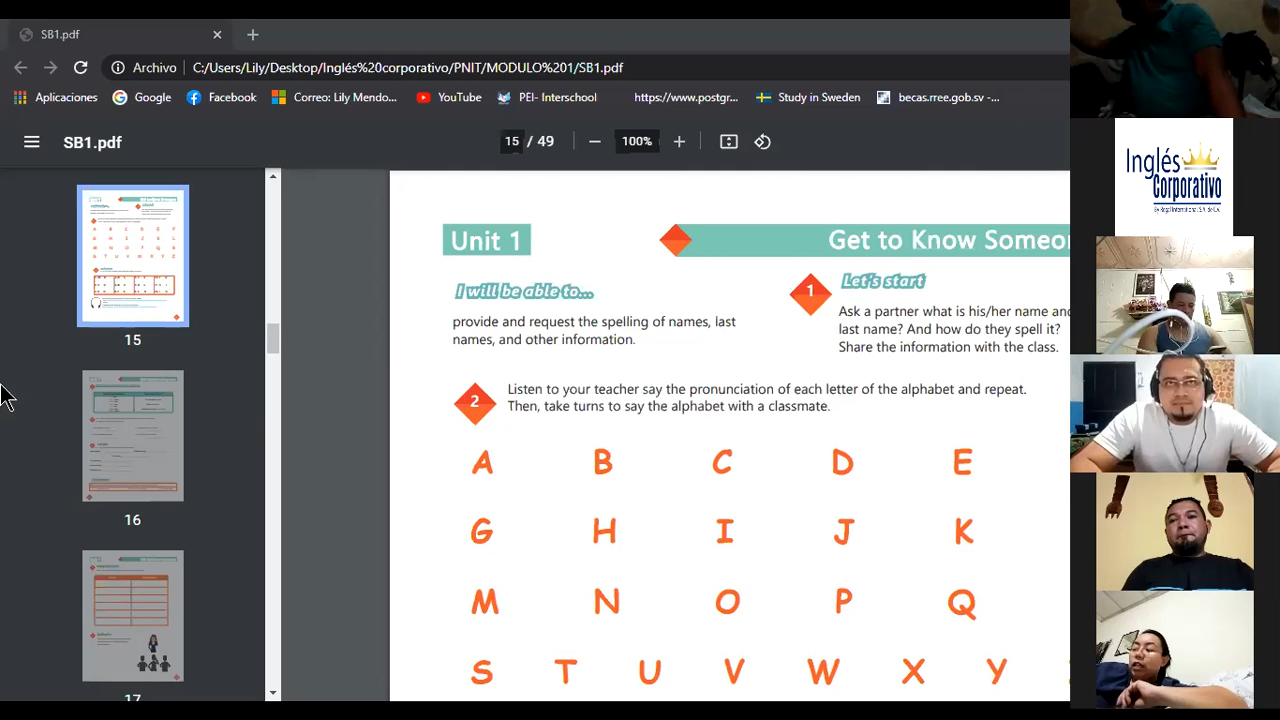 SB1.pdf
Archivo C:/Users/Lily/Desktop/Inglés%20corporativo/PNIT/MODULO%201/SB1.pdf
Aplicaciones Google Facebook Correo: Lily Mendo... YouTube PEI- Interschool https://www.postgr... Study in Sweden becas.rree.gob.sv -...
SB1.pdf 15 / 49 100%
15
16
17
Unit 1
Get to Know Someo
I will be able to...
provide and request the spelling of names, last
names, and other information.
1 Let's start
Ask a partner what is his/her name and
last name? And how do they spell it?
Share the information with the class.
2 Listen to your teacher say the pronunciation of each letter of the alphabet and repeat.
Then, take turns to say the alphabet with a classmate.
A B C D E
G H I J K
M N O P Q
S T U V W X Y
Inglés
Corporativo